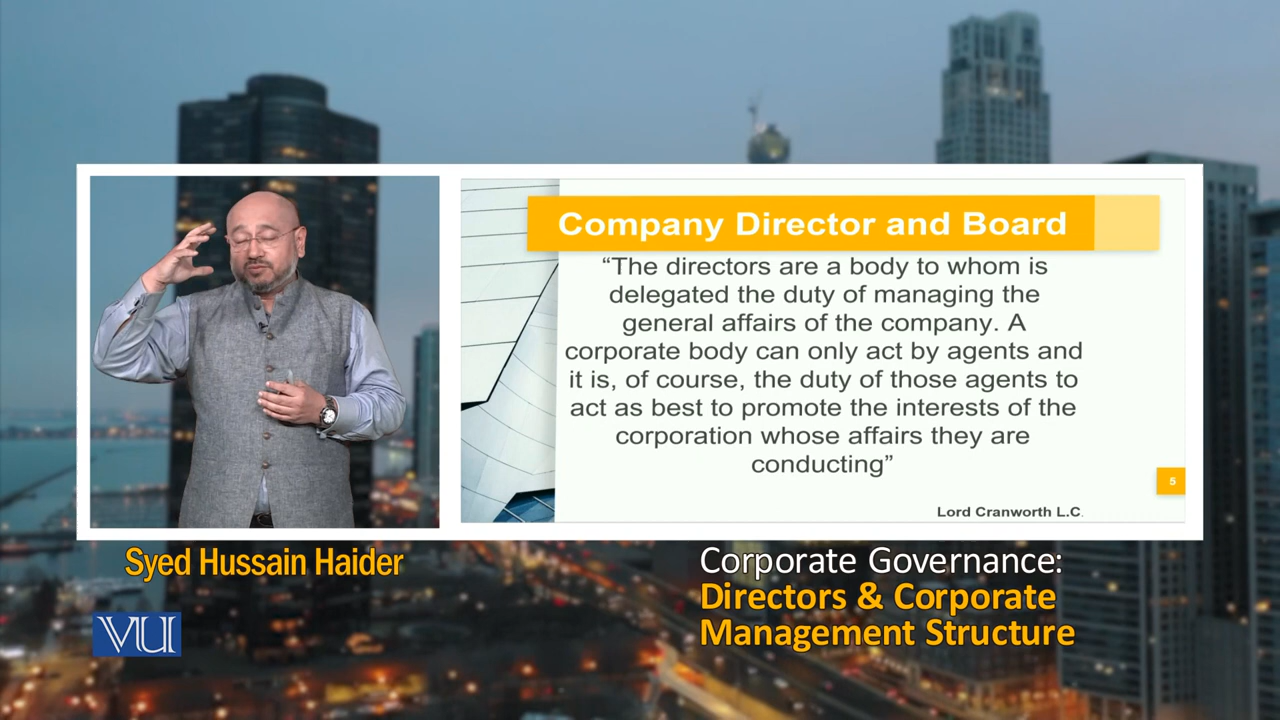 Company Director and Board
“The directors are a body to whom is
delegated the duty of managing the
general affairs of the company. A
corporate body can only act by agents and
it is, of course, the duty of those agents to
act as best to promote the interests of the
corporation whose affairs they are
conducting”
5
Lord Cranworth L.C.
Syed Hussain Haider
VU
Corporate Governance:
Directors & Corporate
Management Structure